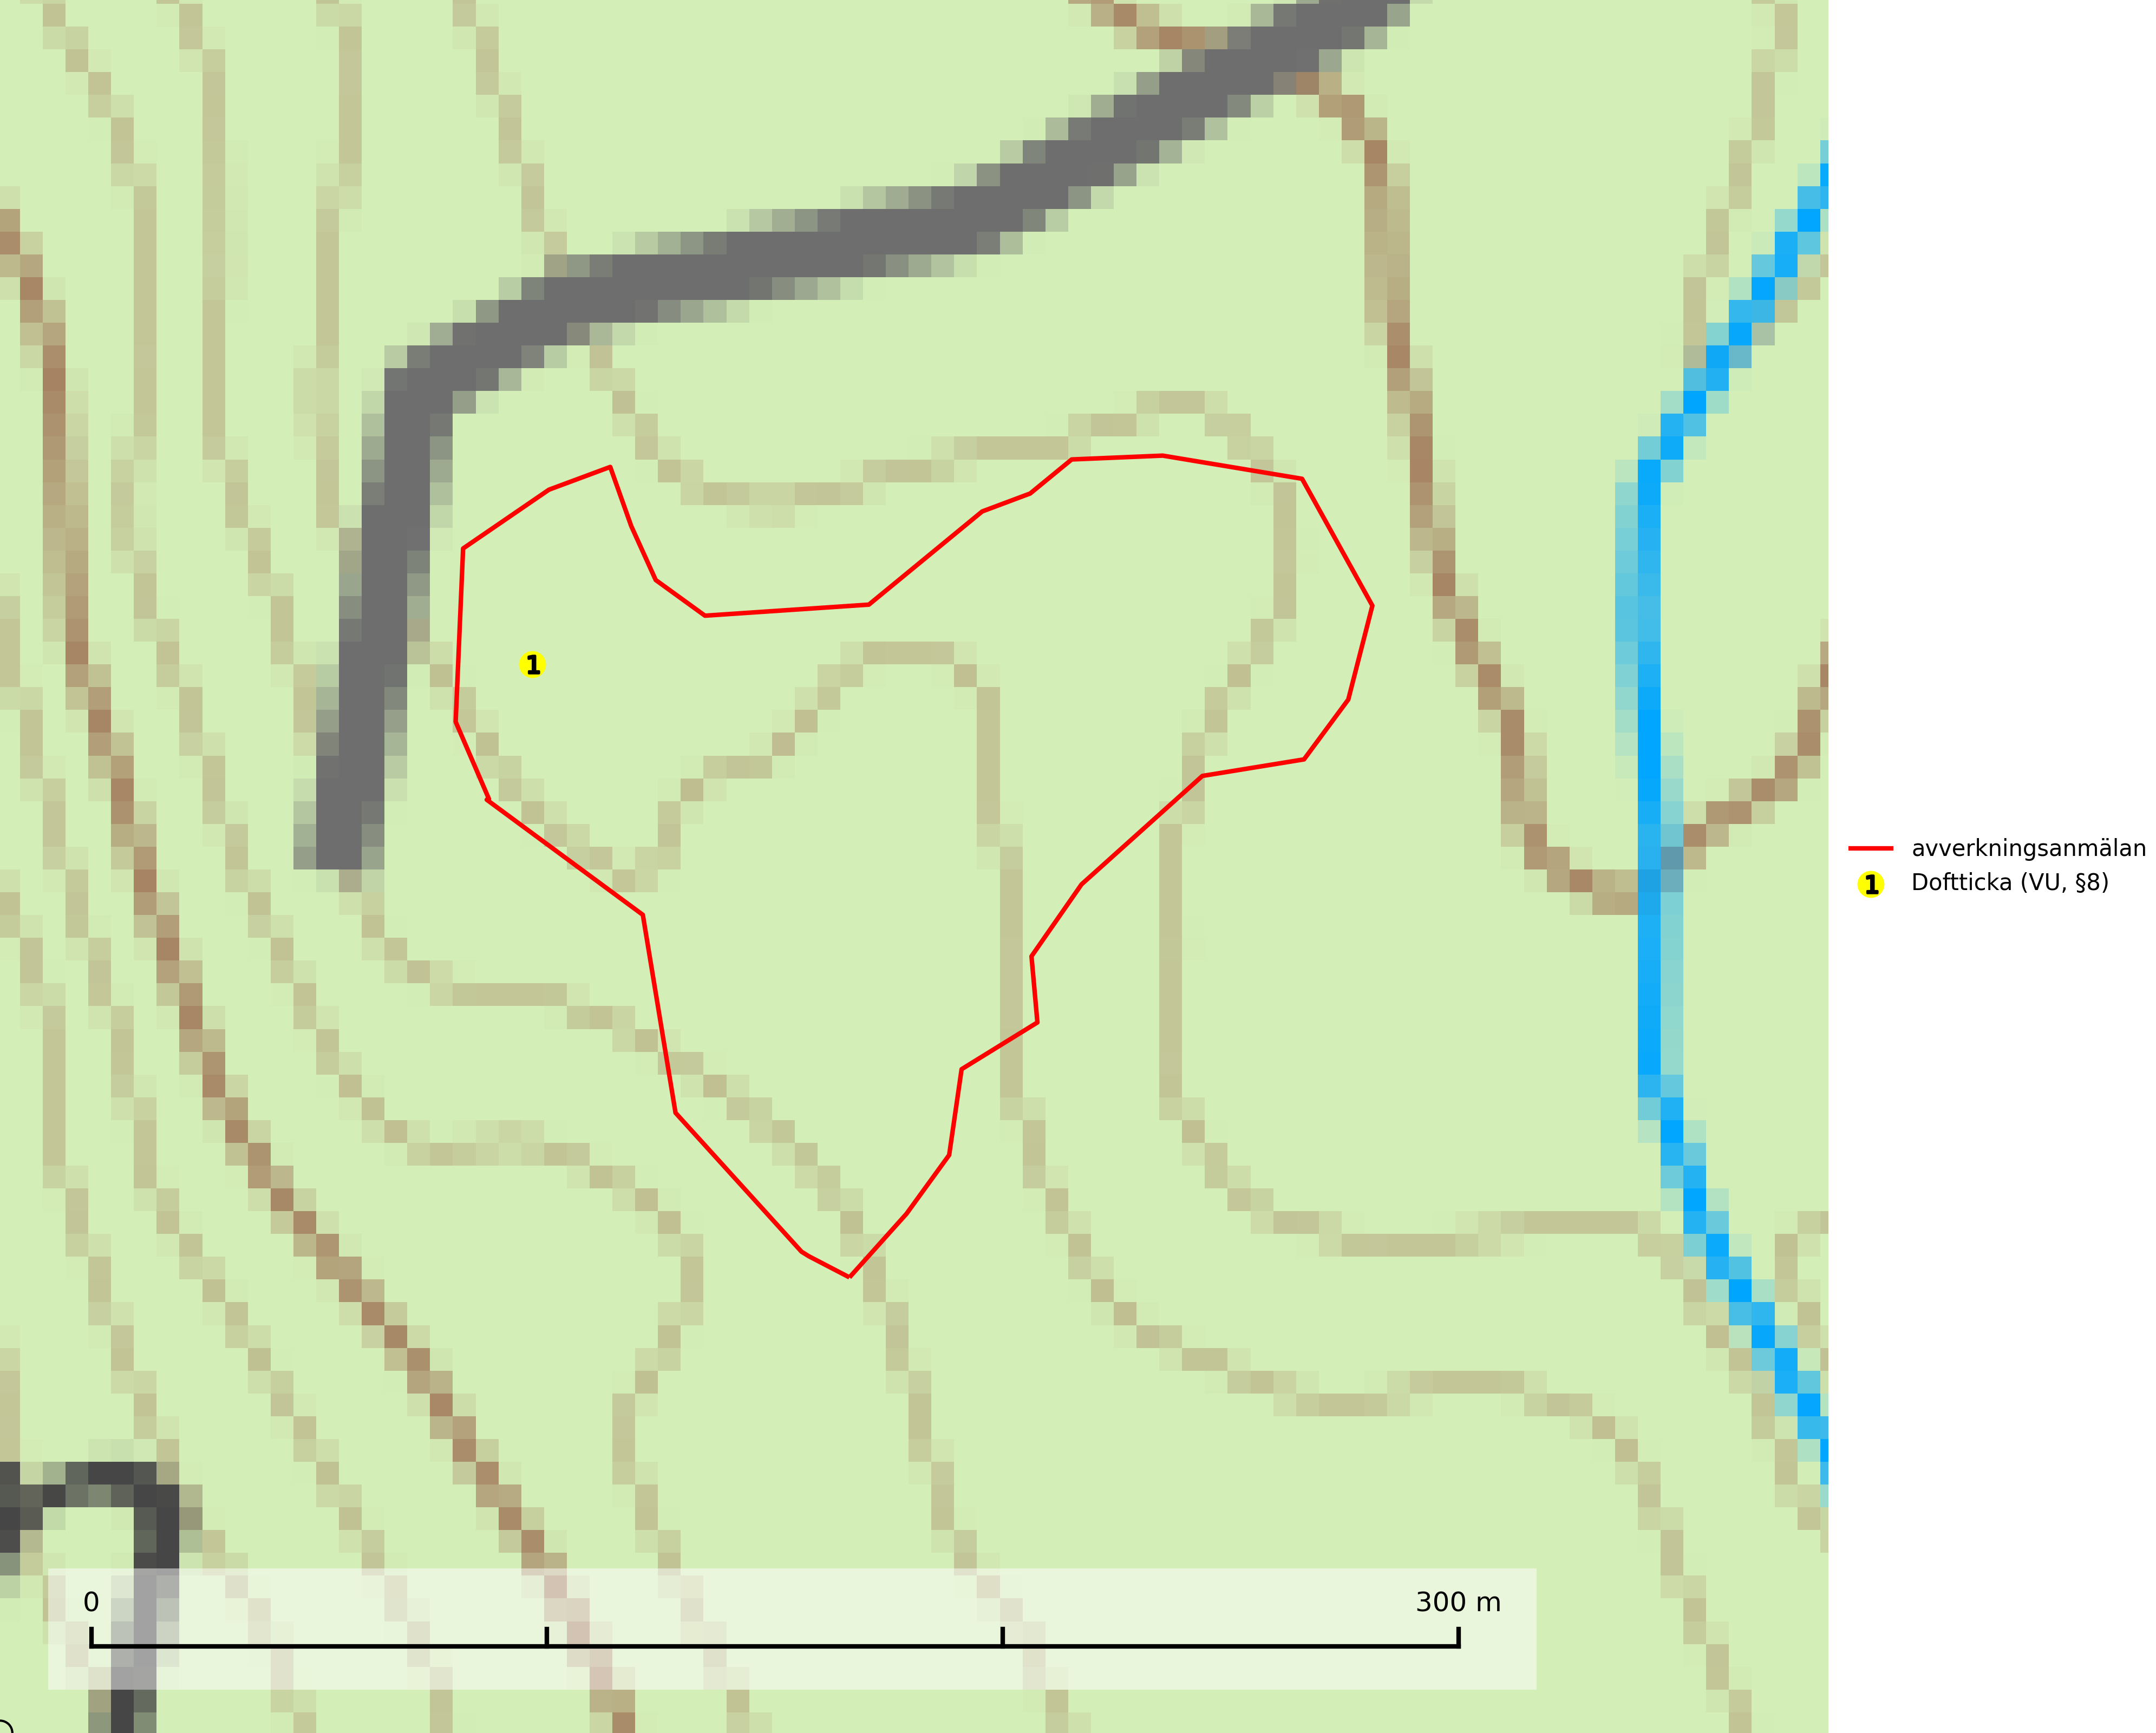 1
avverkningsanmälan
1 Doftticka (VU, §8)
0 300 m